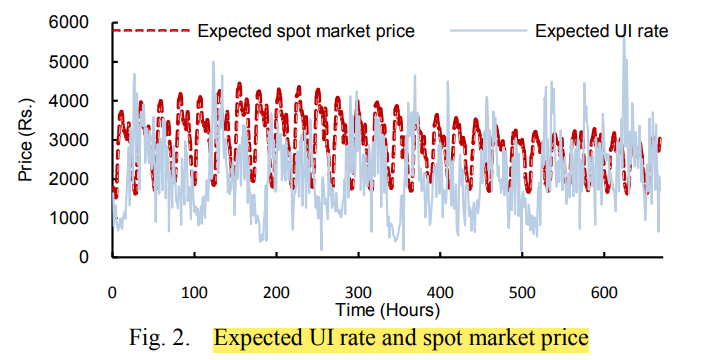 6000
Expected spot market price
Expected UI rate
5000
4000
3000
2000
1000
0
Price (Rs.)
0 100 200 300 400 500 600
Time (Hours)
Fig. 2. Expected UI rate and spot market price